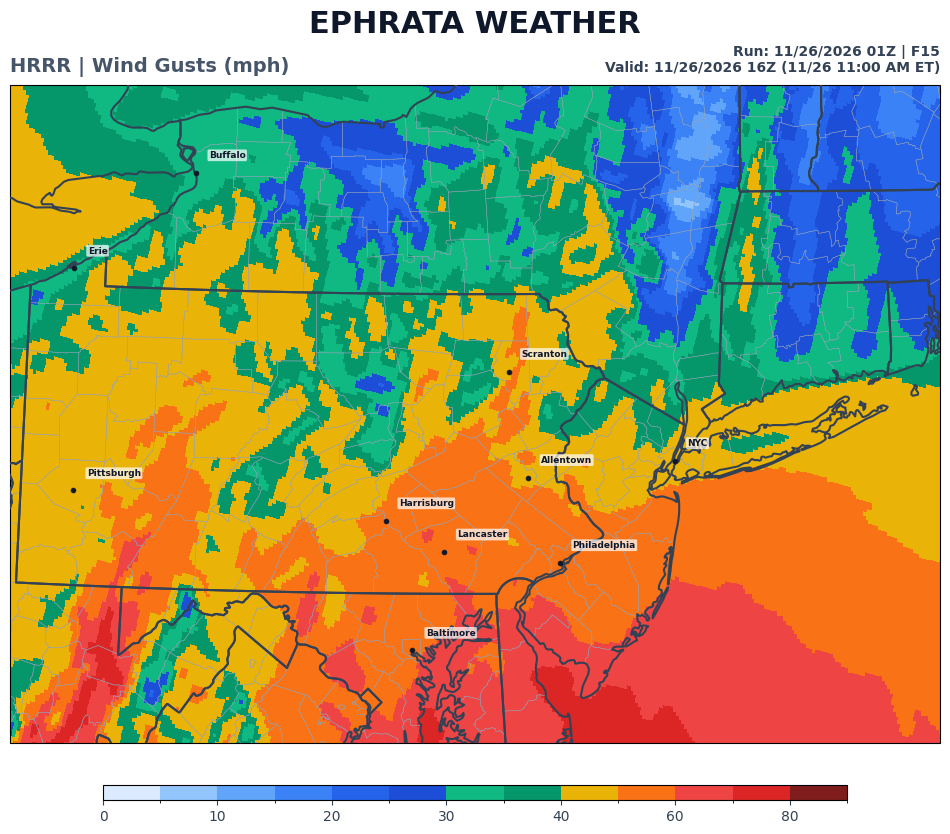 EPHRATA WEATHER
HRRR | Wind Gusts (mph)
Run: 11/26/2026 01Z | F15
Valid: 11/26/2026 16Z (11/26 11:00 AM ET)
Buffalo
Erie
Scranton
NYC
Allentown
Pittsburgh
Harrisburg
Lancaster
Philadelphia
Baltimore
0 10 20 30 40 50 60 70 80